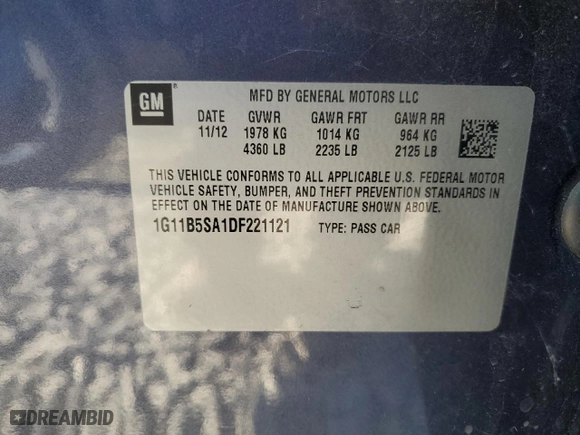 GM
MFD BY GENERAL MOTORS LLC
DATE GVWR GAWR FRT GAWR RR
11/12 1978 KG 1014 KG 964 KG
4360 LB 2235 LB 2125 LB
THIS VEHICLE CONFORMS TO ALL APPLICABLE U.S. FEDERAL MOTOR
VEHICLE SAFETY, BUMPER, AND THEFT PREVENTION STANDARDS IN
EFFECT ON THE DATE OF MANUFACTURE SHOWN ABOVE.
1G11B5SA1DF221121 TYPE: PASS CAR
DREAMBID